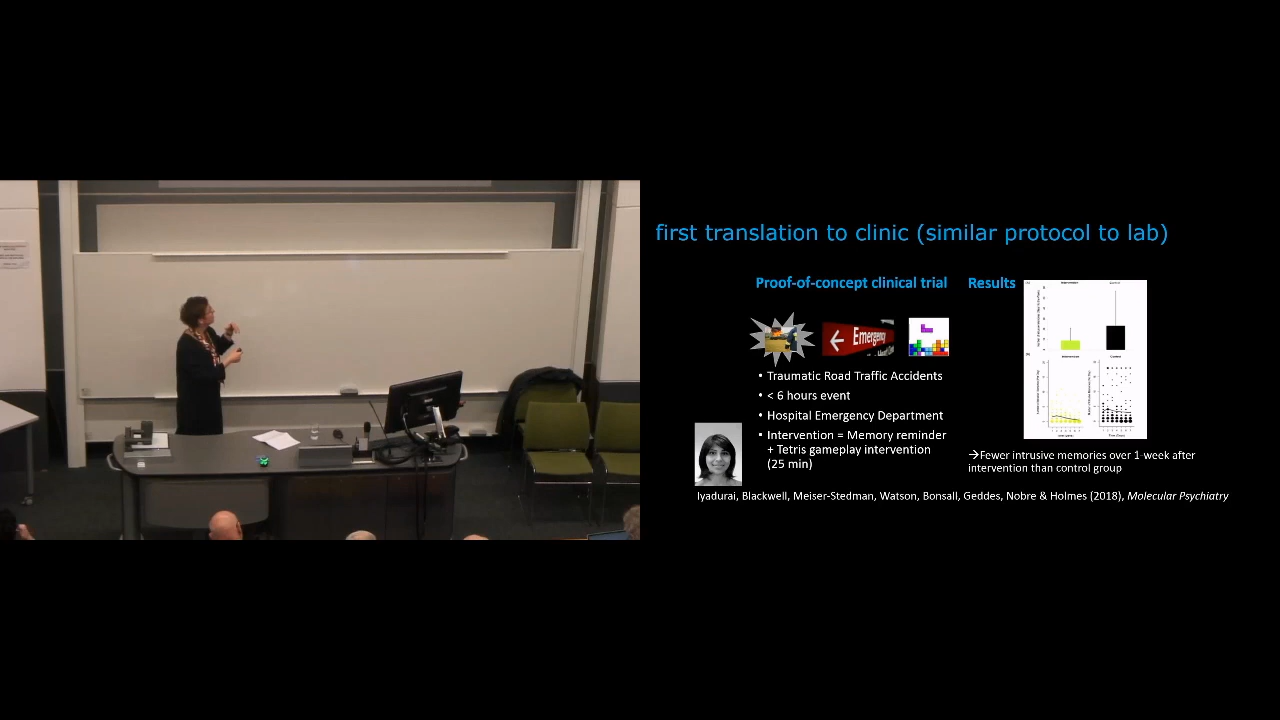 first translation to clinic (similar protocol to lab)
Proof-of-concept clinical trial
Results
Emergency
• Traumatic Road Traffic Accidents
• < 6 hours event
• Hospital Emergency Department
• Intervention = Memory reminder
+ Tetris gameplay intervention
(25 min)
→Fewer intrusive memories over 1-week after
intervention than control group
Iyadurai, Blackwell, Meiser-Stedman, Watson, Bonsall, Geddes, Nobre & Holmes (2018), Molecular Psychiatry